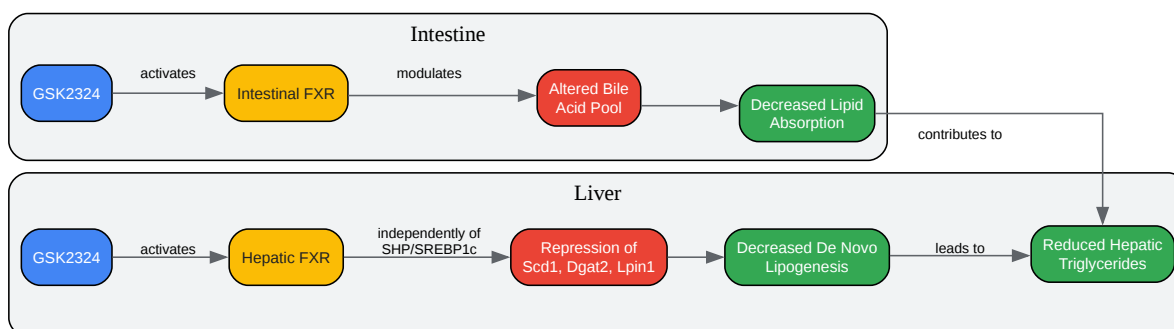 Intestine
GSK2324
activates
Intestinal FXR
modulates
Altered Bile
Acid Pool
Decreased Lipid
Absorption
contributes to
Liver
GSK2324
activates
Hepatic FXR
independently of
SHP/SREBP1c
Repression of
Scd1, Dgat2, Lpin1
Decreased De Novo
Lipogenesis
leads to
Reduced Hepatic
Triglycerides